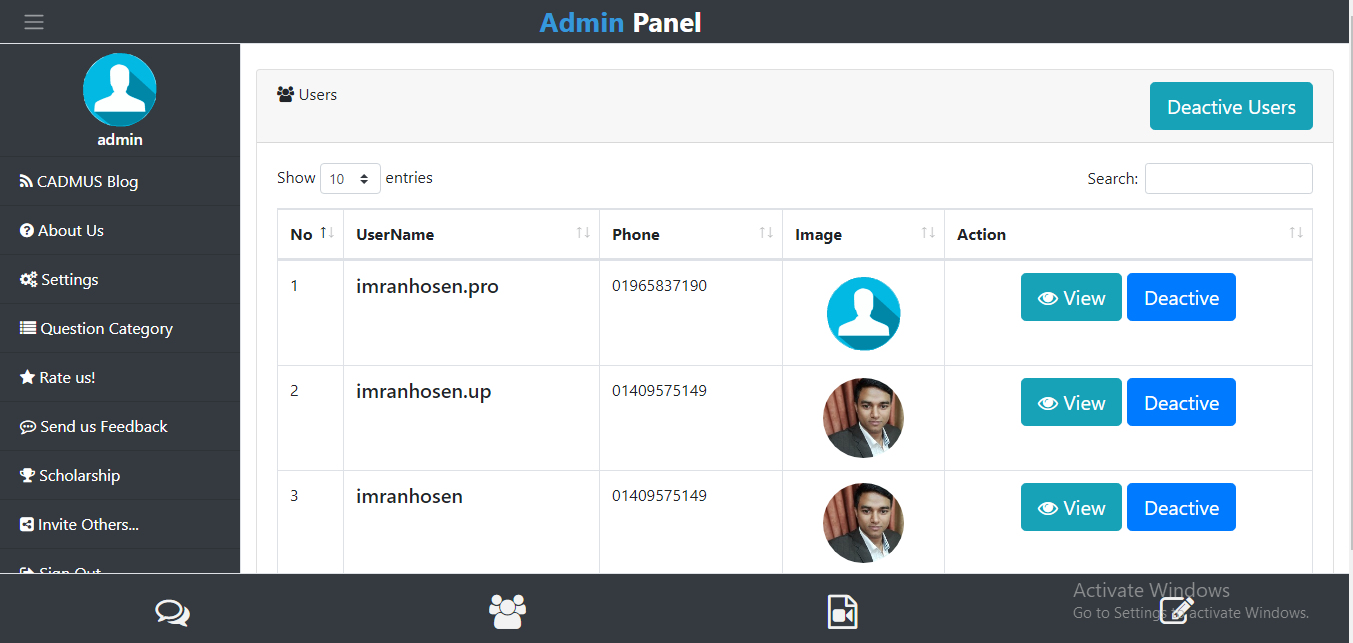 Admin Panel
admin
CADMUS Blog
About Us
Settings
Question Category
Rate us!
Send us Feedback
Scholarship
Invite Others...
Sign Out
Users
Deactive Users
Show 10 entries
Search:
No UserName Phone Image Action
1 imranhosen.pro 01965837190 View Deactive
2 imranhosen.up 01409575149 View Deactive
3 imranhosen 01409575149 View Deactive
Activate Windows
Go to Settings to activate Windows.